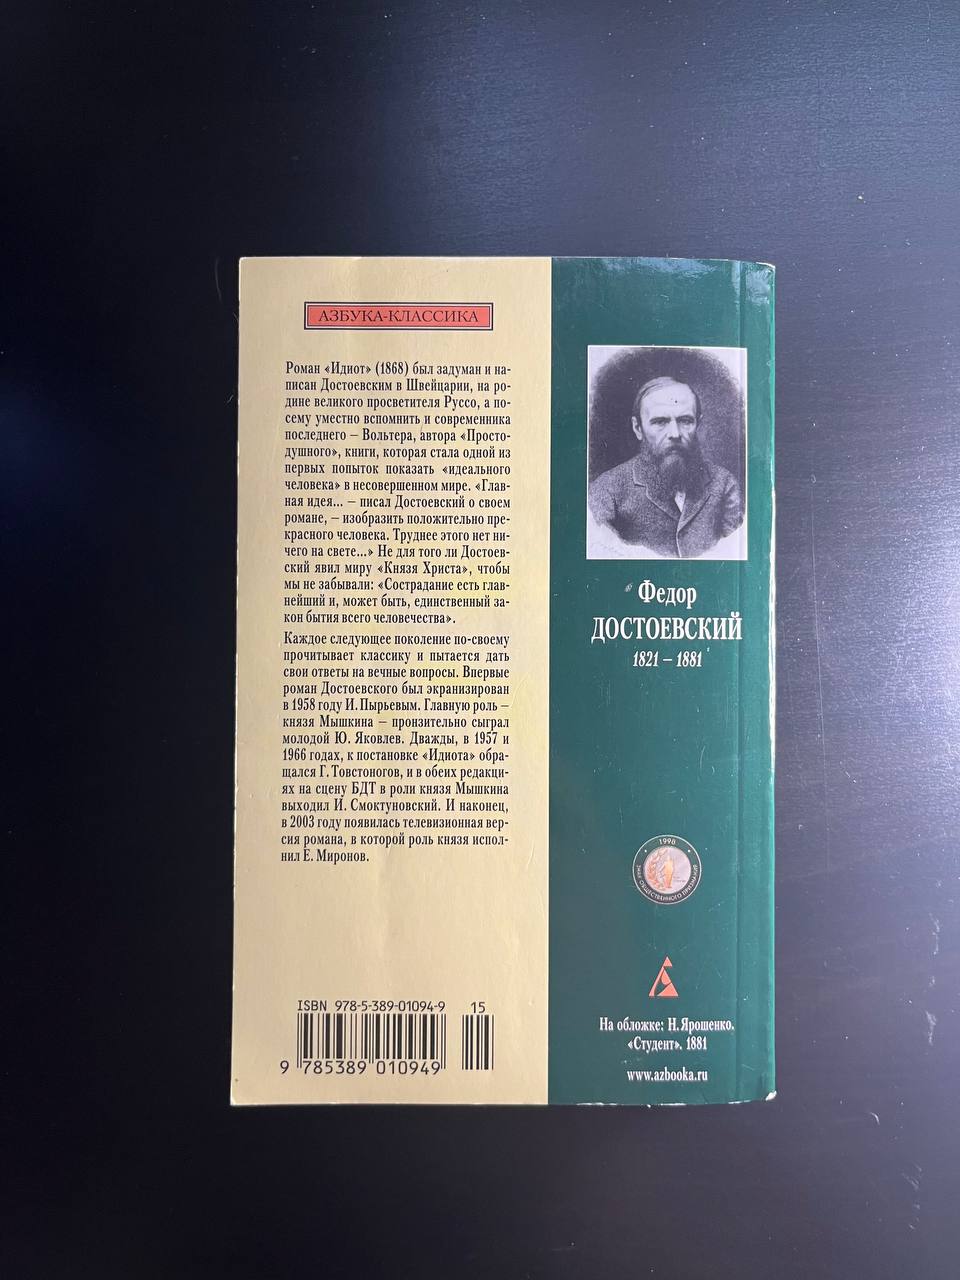 АЗБУКА-КЛАССИКА
Роман «Идиот» (1868) был задуман и на-
писан Достоевским в Швейцарии, на ро-
дине великого просветителя Руссо, а по-
сему уместно вспомнить и современника
последнего – Вольтера, автора «Просто-
душного», книги, которая стала одной из
первых попыток показать «идеального
человека» в несовершенном мире. «Глав-
ная идея... – писал Достоевский о своем
романе, – изобразить положительно пре-
красного человека. Труднее этого нет ни-
чего на свете...» Не для того ли Достоев-
ский явил миру «Князя Христа», чтобы
мы не забывали: «Сострадание есть глав-
нейший и, может быть, единственный за-
кон бытия всего человечества».
Каждое следующее поколение по-своему
прочитывает классику и пытается дать
свои ответы на вечные вопросы. Впервые
роман Достоевского был экранизирован
в 1958 году И. Пырьевым. Главную роль –
князя Мышкина – пронзительно сыграл
молодой Ю. Яковлев. Дважды, в 1957 и
1966 годах, к постановке «Идиота» обра-
щался Г. Товстоногов, и в обеих редакци-
ях на сцену БДТ в роли князя Мышкина
выходил И. Смоктуновский. И наконец,
в 2003 году появилась телевизионная вер-
сия романа, в которой роль князя испол-
нил Е. Миронов.
ISBN 978-5-389-01094-9 15
9 785389 010949
Федор
ДОСТОЕВСКИЙ
1821 – 1881
1998
ЗНАК ОБЩЕСТВЕННОГО ПРИЗНАНИЯ
На обложке: Н. Ярошенко.
«Студент». 1881
www.azbooka.ru